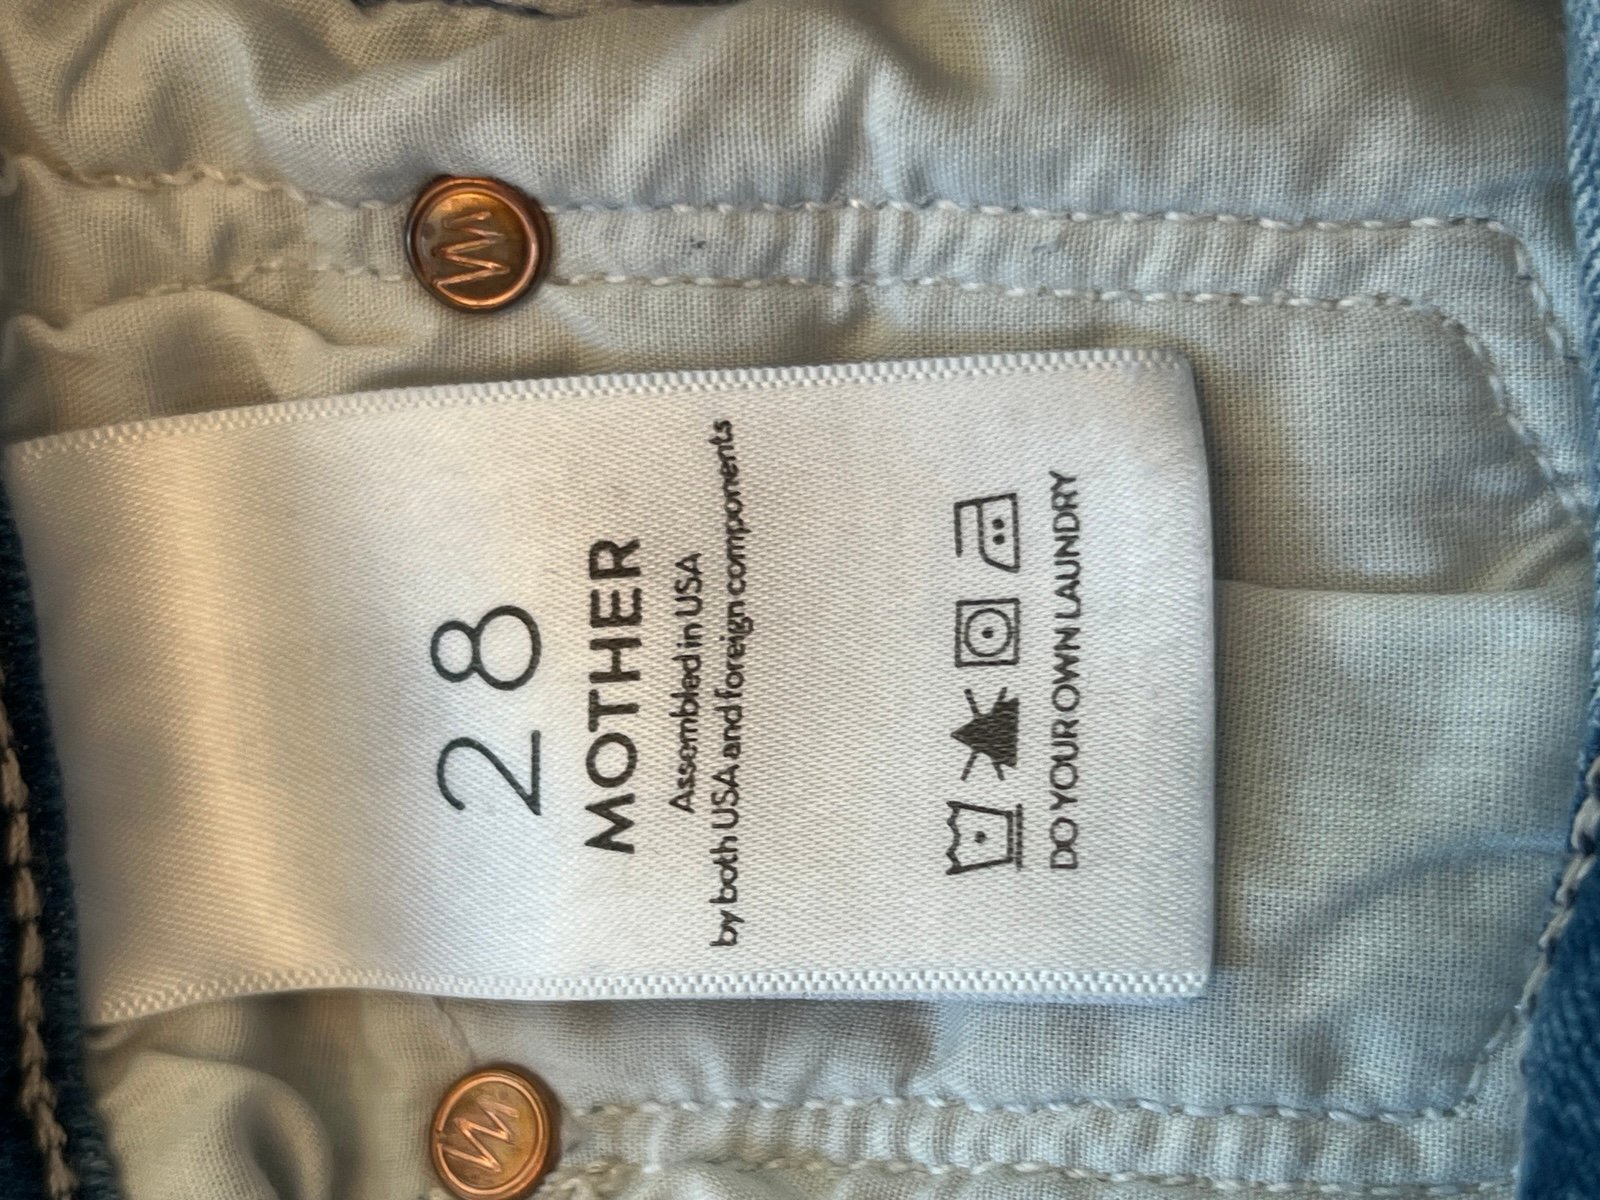 28
MOTHER
Assembled in USA
by both USA and foreign components
DO YOUR OWN LAUNDRY
M
M